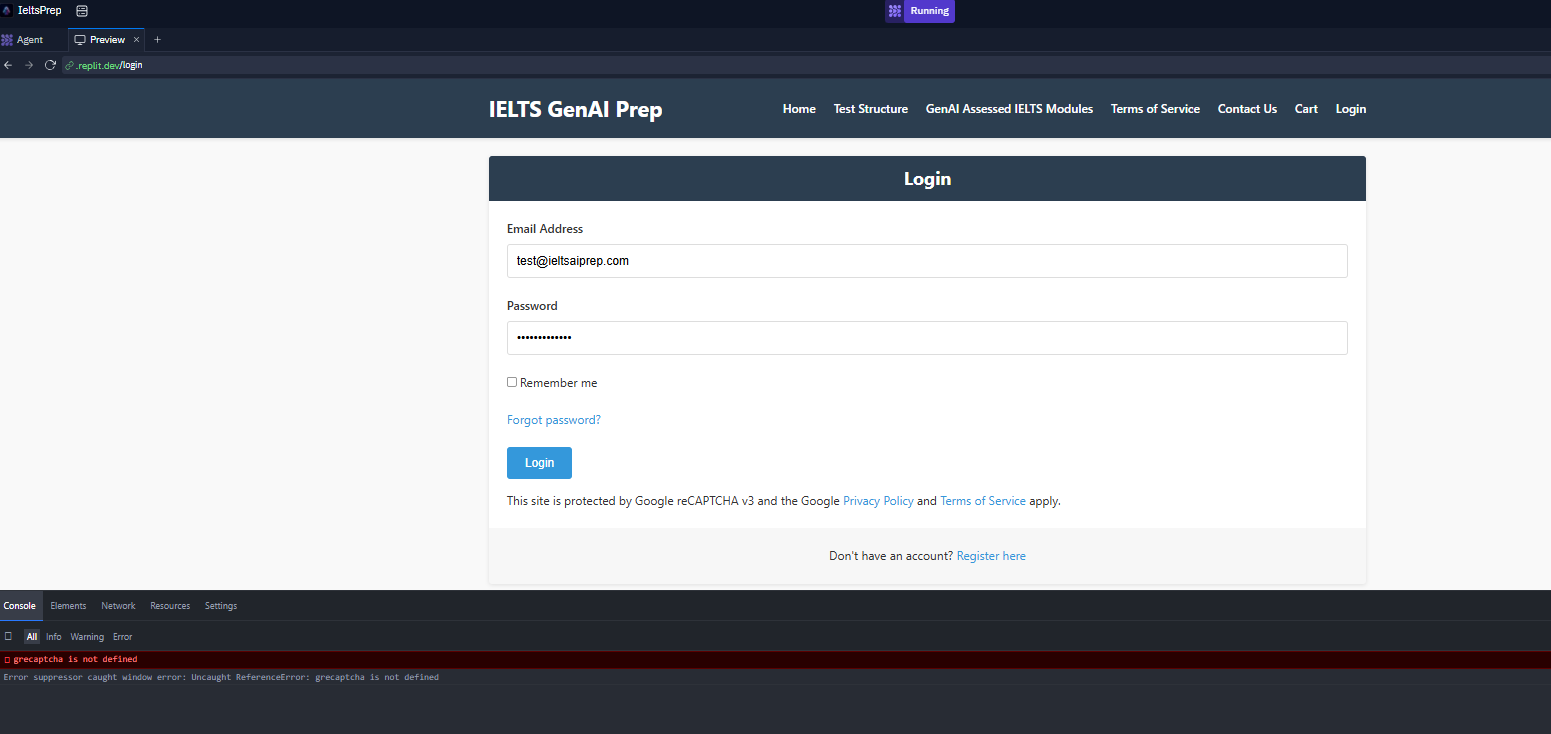 IeltsPrep
Running
Agent
Preview × +
.replit.dev/login
IELTS GenAI Prep
Home Test Structure GenAI Assessed IELTS Modules Terms of Service Contact Us Cart Login
Login
Email Address
test@ieltsaiprep.com
Password
•••••••••••••
Remember me
Forgot password?
Login
This site is protected by Google reCAPTCHA v3 and the Google Privacy Policy and Terms of Service apply.
Don't have an account? Register here
Console Elements Network Resources Settings
All Info Warning Error
grecaptcha is not defined
Error suppressor caught window error: Uncaught ReferenceError: grecaptcha is not defined